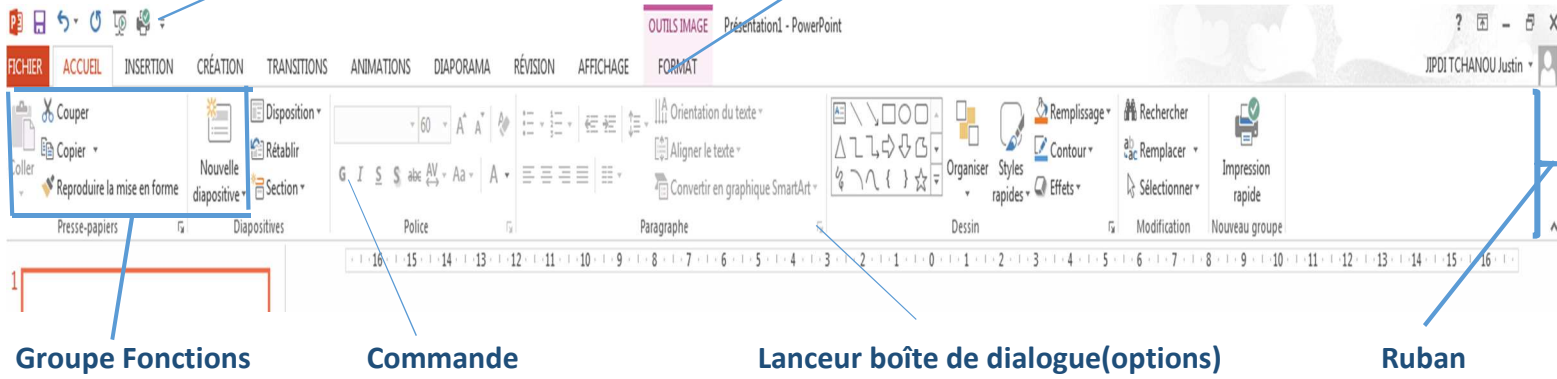 OUTILS IMAGE Présentation1 - PowerPoint ?
FICHIER ACCUEIL INSERTION CRÉATION TRANSITIONS ANIMATIONS DIAPORAMA RÉVISION AFFICHAGE FORMAT JIPDI TCHANOU Justin
Couper
Copier
Reproduire la mise en forme
Coller
Presse-papiers
Nouvelle
diapositive
Disposition
Rétablir
Section
Diapositives
60 A A
G I S S abc AV Aa A
Police
Orientation du texte
Aligner le texte
Convertir en graphique SmartArt
Paragraphe
Organiser
Styles
rapides
Remplissage
Contour
Effets
Dessin
Rechercher
Remplacer
Sélectionner
Modification
Impression
rapide
Nouveau groupe
16 15 14 13 12 11 10 9 8 7 6 5 4 3 2 1 0 1 2 3 4 5 6 7 8 9 10 11 12 13 14 15 16
1
Groupe Fonctions Commande Lanceur boîte de dialogue(options) Ruban